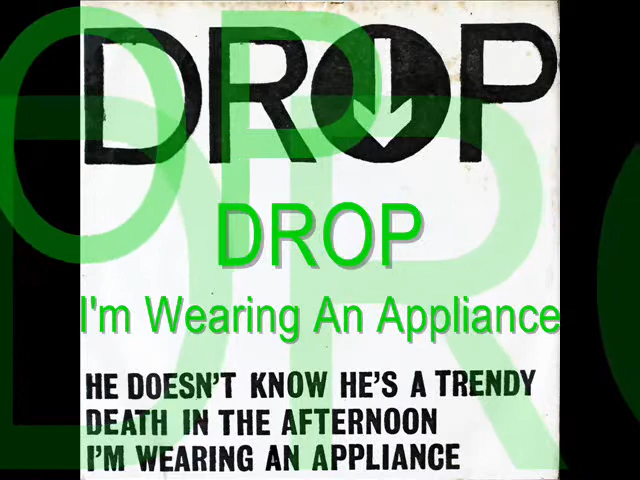 DROP
DROP
I'm Wearing An Appliance
HE DOESN'T KNOW HE'S A TRENDY
DEATH IN THE AFTERNOON
I'M WEARING AN APPLIANCE